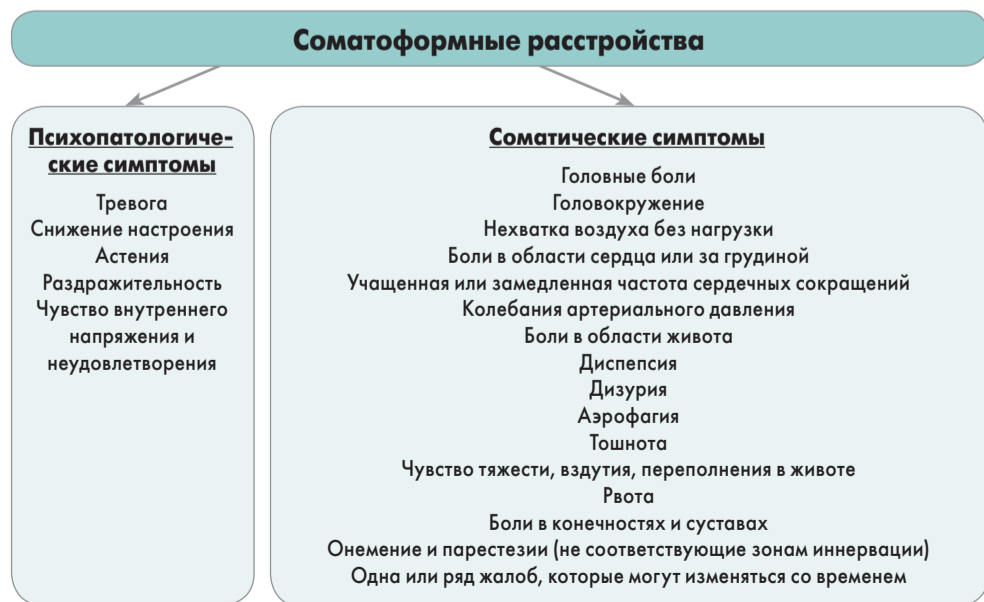 Соматоформные расстройства
Психопатологиче-
ские симптомы
Тревога
Снижение настроения
Астения
Раздражительность
Чувство внутреннего
напряжения и
неудовлетворения
Соматические симптомы
Головные боли
Головокружение
Нехватка воздуха без нагрузки
Боли в области сердца или за грудиной
Учащенная или замедленная частота сердечных сокращений
Колебания артериального давления
Боли в области живота
Диспепсия
Дизурия
Аэрофагия
Тошнота
Чувство тяжести, вздутия, переполнения в животе
Рвота
Боли в конечностях и суставах
Онемение и парестезии (не соответствующие зонам иннервации)
Одна или ряд жалоб, которые могут изменяться со временем